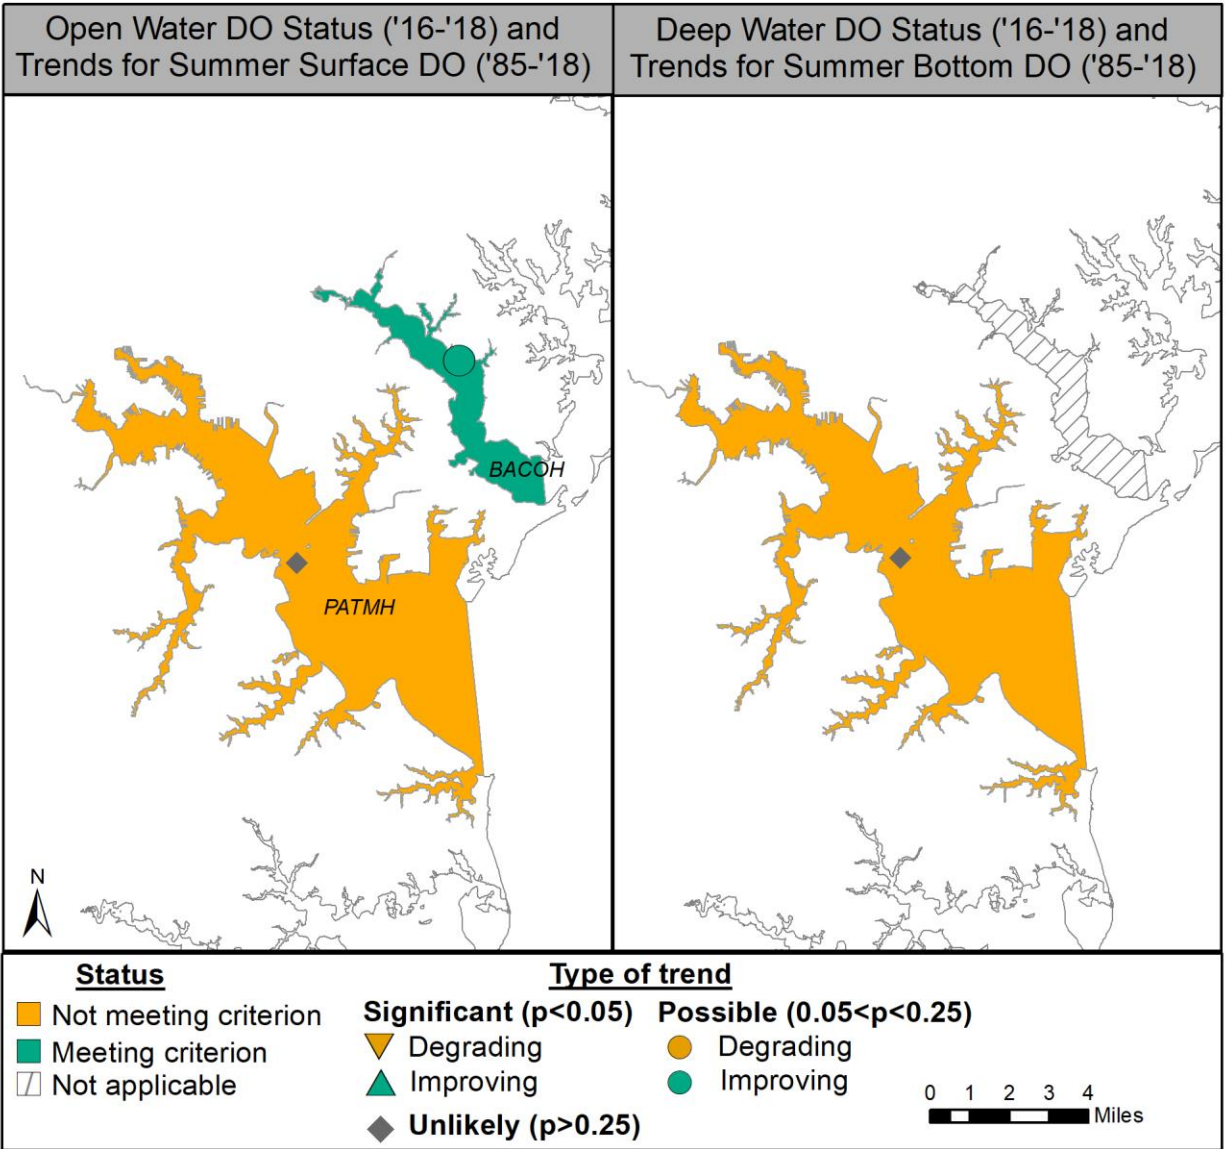 Open Water DO Status ('16-'18) and
Trends for Summer Surface DO ('85-'18)
Deep Water DO Status ('16-'18) and
Trends for Summer Bottom DO ('85-'18)
BACOH
PATMH
N
Status
Not meeting criterion
Meeting criterion
Not applicable
Type of trend
Significant (p<0.05)
Degrading
Improving
Possible (0.05<p<0.25)
Degrading
Improving
Unlikely (p>0.25)
0 1 2 3 4
Miles